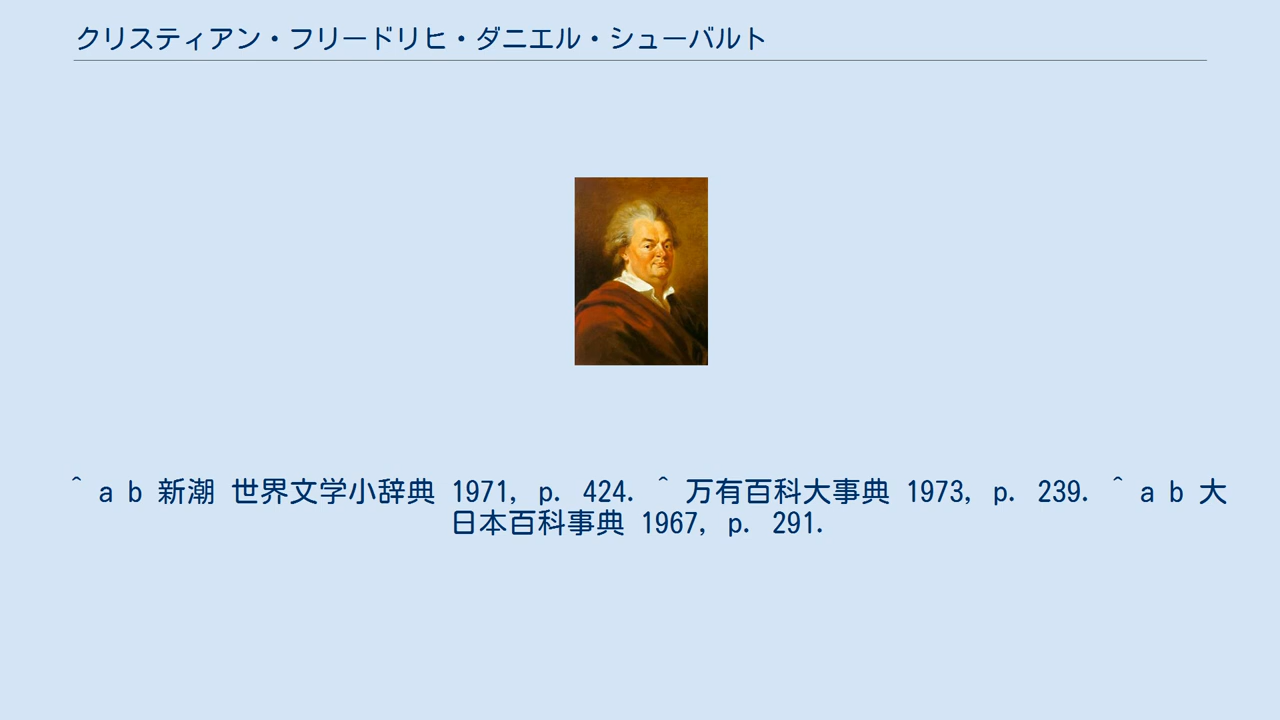 クリスティアン・フリードリヒ・ダニエル・シューバルト
^ a b 新潮 世界文学小辞典 1971, p. 424. ^ 万有百科大事典 1973, p. 239. ^ a b 大
日本百科事典 1967, p. 291.